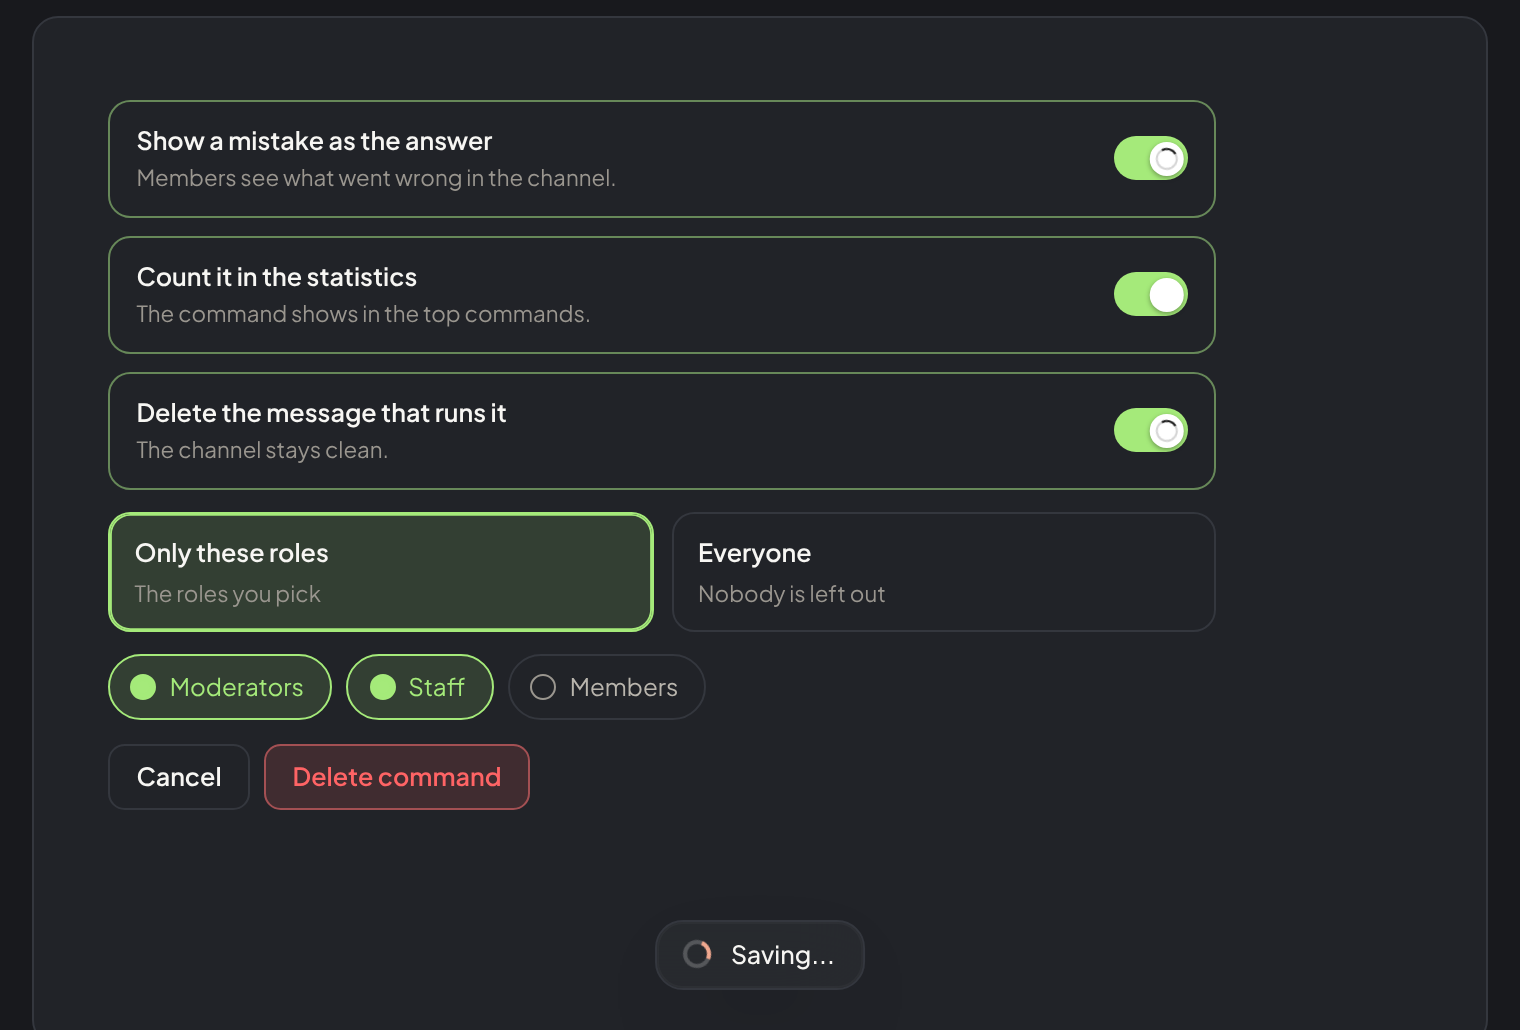 Show a mistake as the answer
Members see what went wrong in the channel.
Count it in the statistics
The command shows in the top commands.
Delete the message that runs it
The channel stays clean.
Only these roles
The roles you pick
Everyone
Nobody is left out
Moderators
Staff
Members
Cancel
Delete command
Saving...